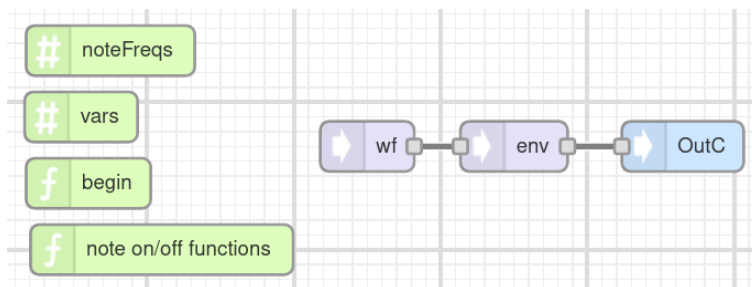 noteFreqs
vars
begin
note on/off functions
wf
env
OutC